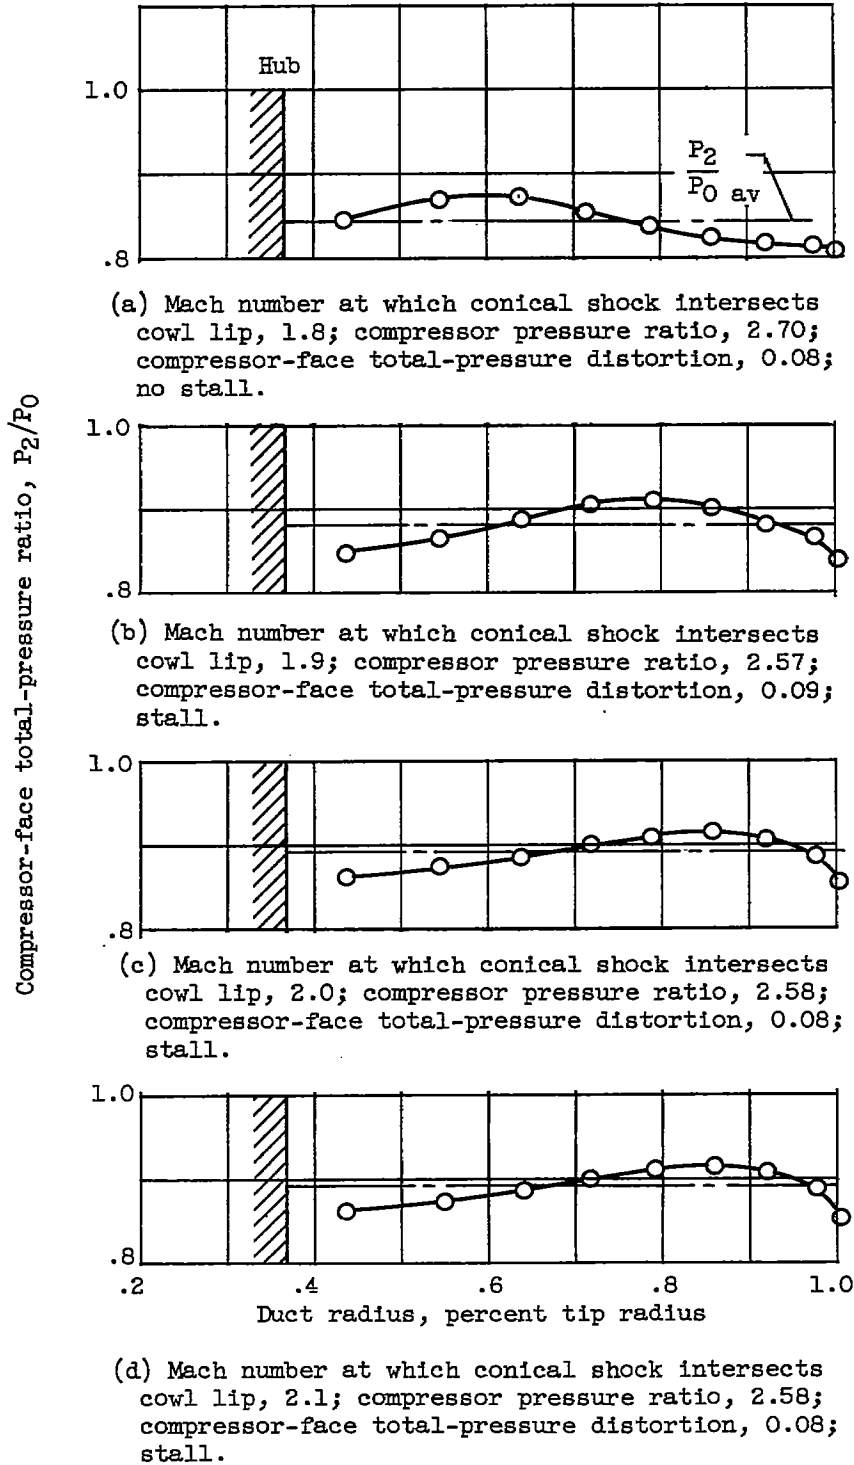 Hub
1.0
P2
P0 av
.8
(a) Mach number at which conical shock intersects
cowl lip, 1.8; compressor pressure ratio, 2.70;
compressor-face total-pressure distortion, 0.08;
no stall.
Compressor-face total-pressure ratio, P2/P0
1.0
.8
(b) Mach number at which conical shock intersects
cowl lip, 1.9; compressor pressure ratio, 2.57;
compressor-face total-pressure distortion, 0.09;
stall.
1.0
.8
(c) Mach number at which conical shock intersects
cowl lip, 2.0; compressor pressure ratio, 2.58;
compressor-face total-pressure distortion, 0.08;
stall.
1.0
.8
.2 .4 .6 .8 1.0
Duct radius, percent tip radius
(d) Mach number at which conical shock intersects
cowl lip, 2.1; compressor pressure ratio, 2.58;
compressor-face total-pressure distortion, 0.08;
stall.